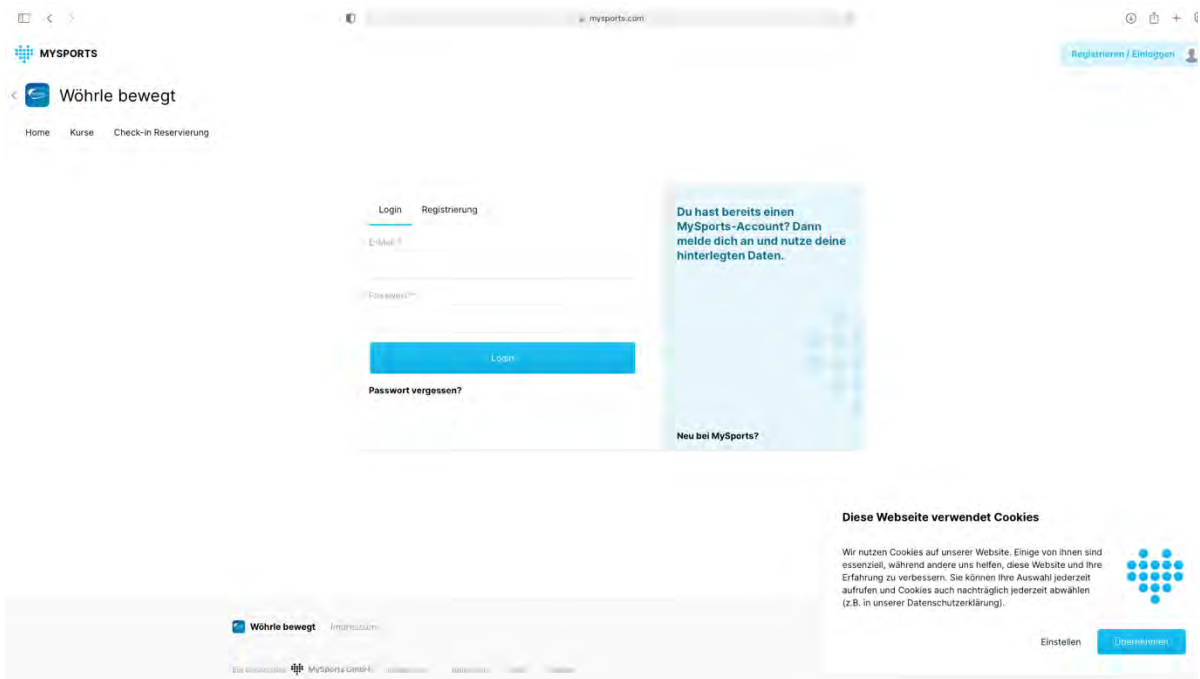 mysports.com
MYSPORTS
Registrieren / Einloggen
Wöhrle bewegt
Home Kurse Check-in Reservierung
Login Registrierung
E-Mail *
Passwort *
Login
Passwort vergessen?
Du hast bereits einen
MySports-Account? Dann
melde dich an und nutze deine
hinterlegten Daten.
Neu bei MySports?
Diese Webseite verwendet Cookies
Wir nutzen Cookies auf unserer Website. Einige von ihnen sind
essenziell, während andere uns helfen, diese Website und Ihre
Erfahrung zu verbessern. Sie können Ihre Auswahl jederzeit
aufrufen und Cookies auch nachträglich jederzeit abwählen
(z.B. in unserer Datenschutzerklärung).
Einstellen Übernehmen
Wöhrle bewegt Impressum
MySports GmbH